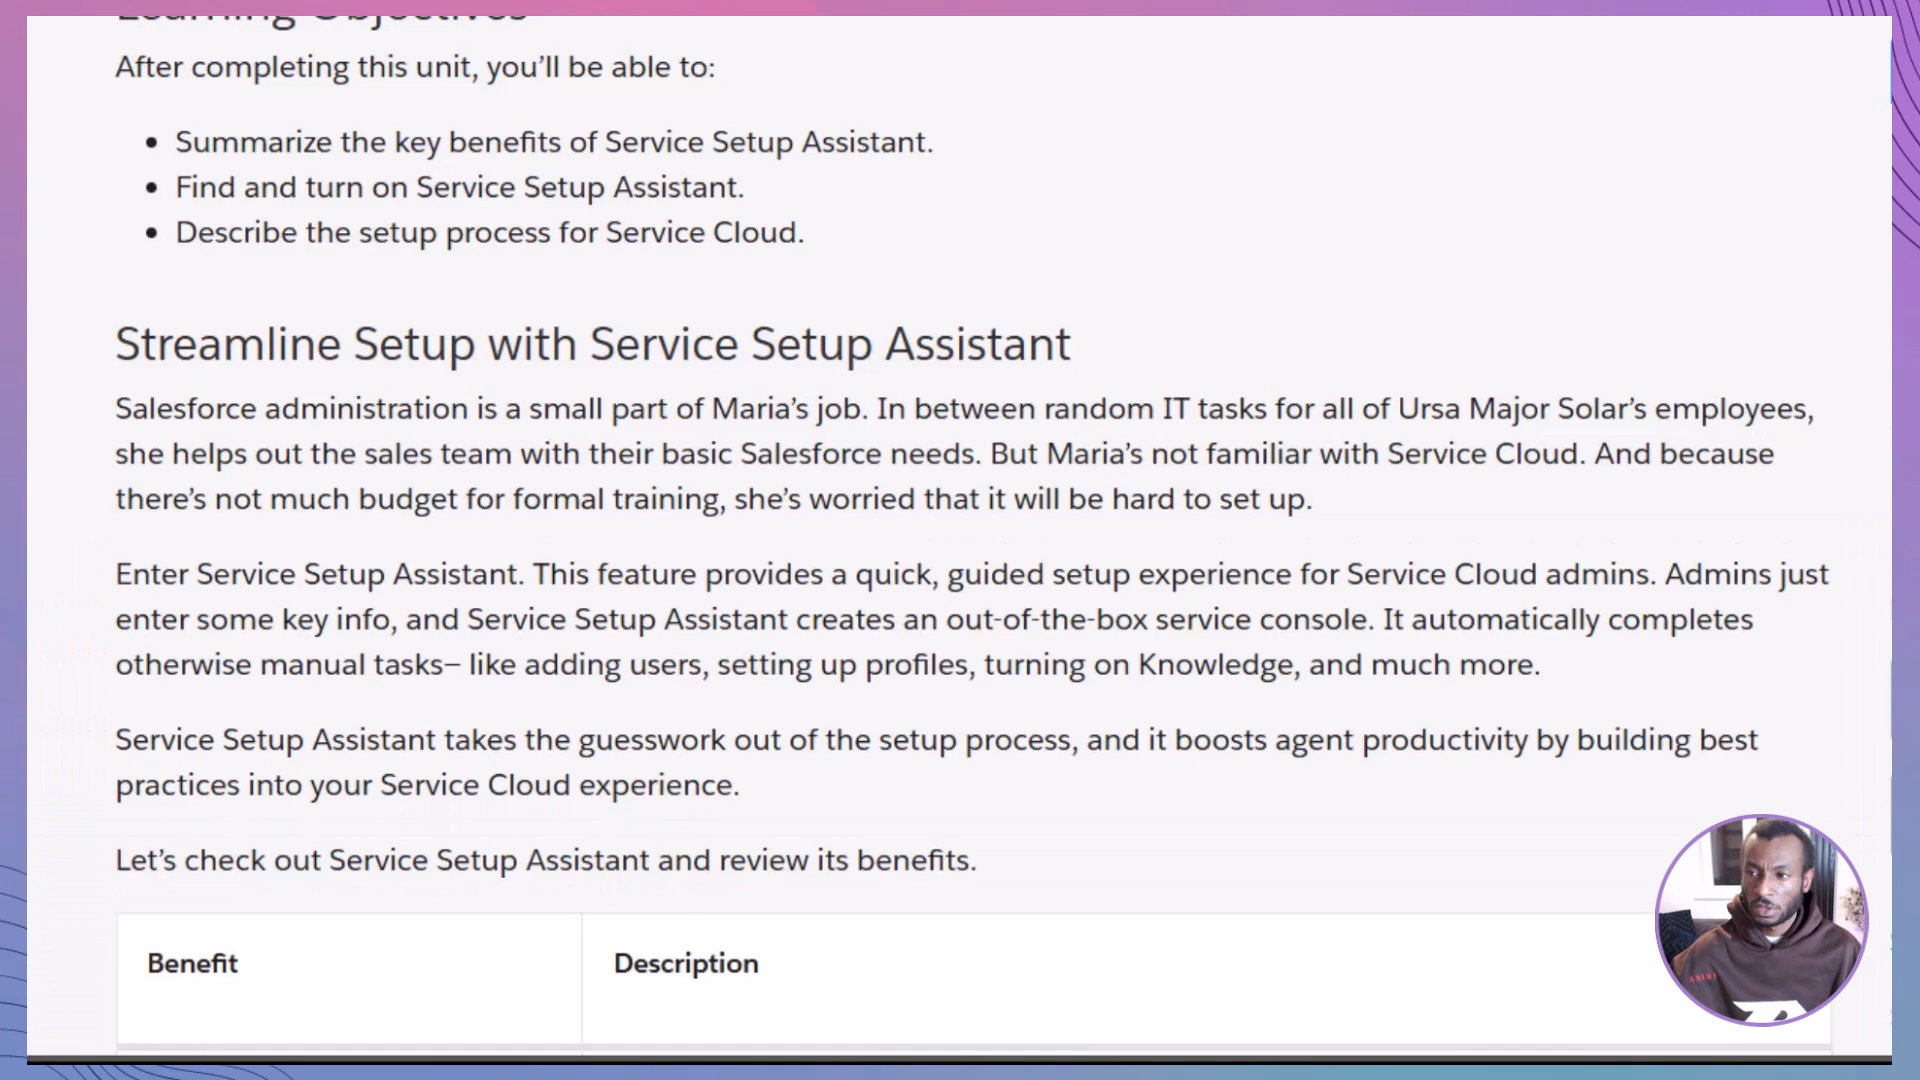 Learning Objectives
After completing this unit, you’ll be able to:
• Summarize the key benefits of Service Setup Assistant.
• Find and turn on Service Setup Assistant.
• Describe the setup process for Service Cloud.
Streamline Setup with Service Setup Assistant
Salesforce administration is a small part of Maria’s job. In between random IT tasks for all of Ursa Major Solar’s employees,
she helps out the sales team with their basic Salesforce needs. But Maria’s not familiar with Service Cloud. And because
there’s not much budget for formal training, she’s worried that it will be hard to set up.
Enter Service Setup Assistant. This feature provides a quick, guided setup experience for Service Cloud admins. Admins just
enter some key info, and Service Setup Assistant creates an out-of-the-box service console. It automatically completes
otherwise manual tasks— like adding users, setting up profiles, turning on Knowledge, and much more.
Service Setup Assistant takes the guesswork out of the setup process, and it boosts agent productivity by building best
practices into your Service Cloud experience.
Let’s check out Service Setup Assistant and review its benefits.
Benefit
Description